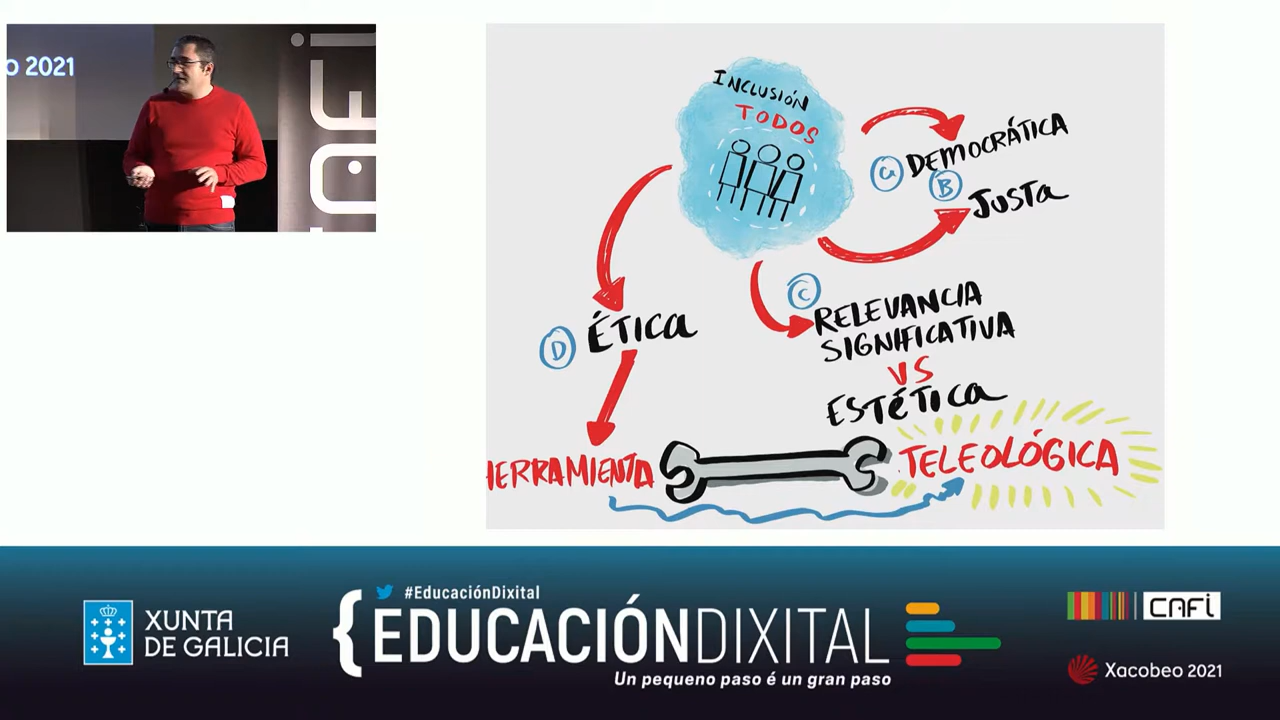 o 2021
INCLUSIÓN
TODOS
a DEMOCRÁTICA
B JUSTA
C
RELEVANCIA
SIGNIFICATIVA
VS
ESTéTICA
D ÉTICA
HERRAMIENTA
TELEOLÓGICA
XUNTA
DE GALICIA
#EducaciónDixital
{EDUCACIÓNDIXITAL
Un pequeno paso é un gran paso
CAFi
Xacobeo 2021